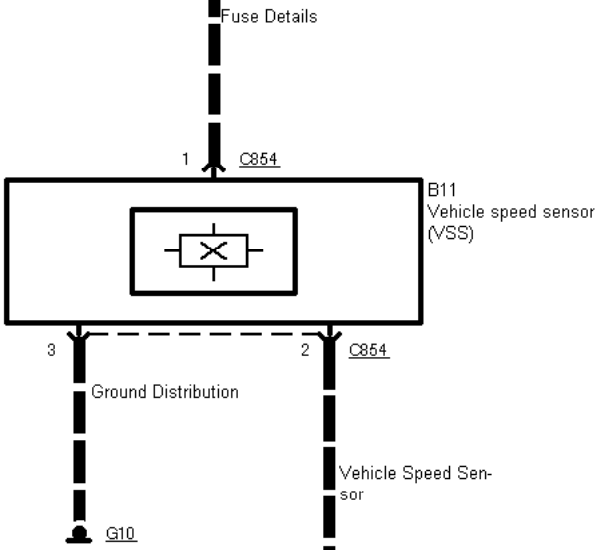 Fuse Details
1 C854
B11
Vehicle speed sensor
(VSS)
3 2 C854
Ground Distribution
Vehicle Speed Sen-
sor
G10